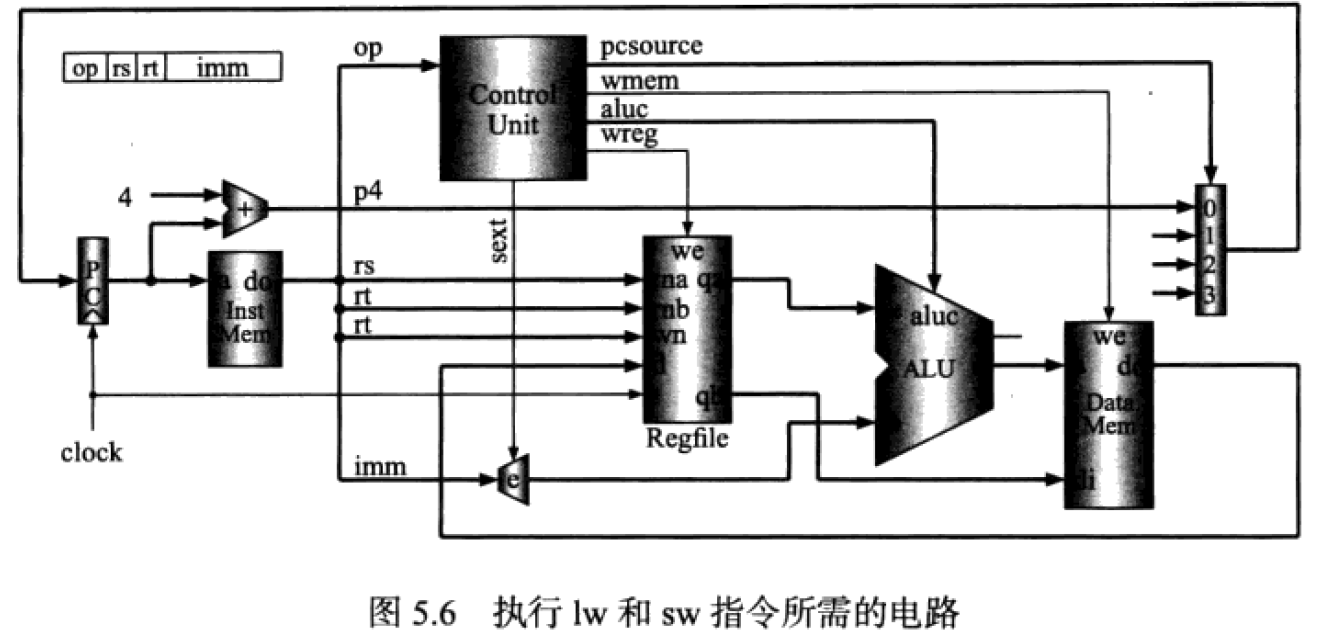 op pcsource
op rs rt imm
wmem
Control
Unit
aluc
wreg
4
+
p4
0
1
2
3
sext
we
PC
a do
rs
na q
Inst
Mem
rt
nb
aluc
rt
wn
we
d
ALU
a do
qb
Data
Mem
Regfile
clock
imm
e
di
图 5.6 执行 lw 和 sw 指令所需的电路